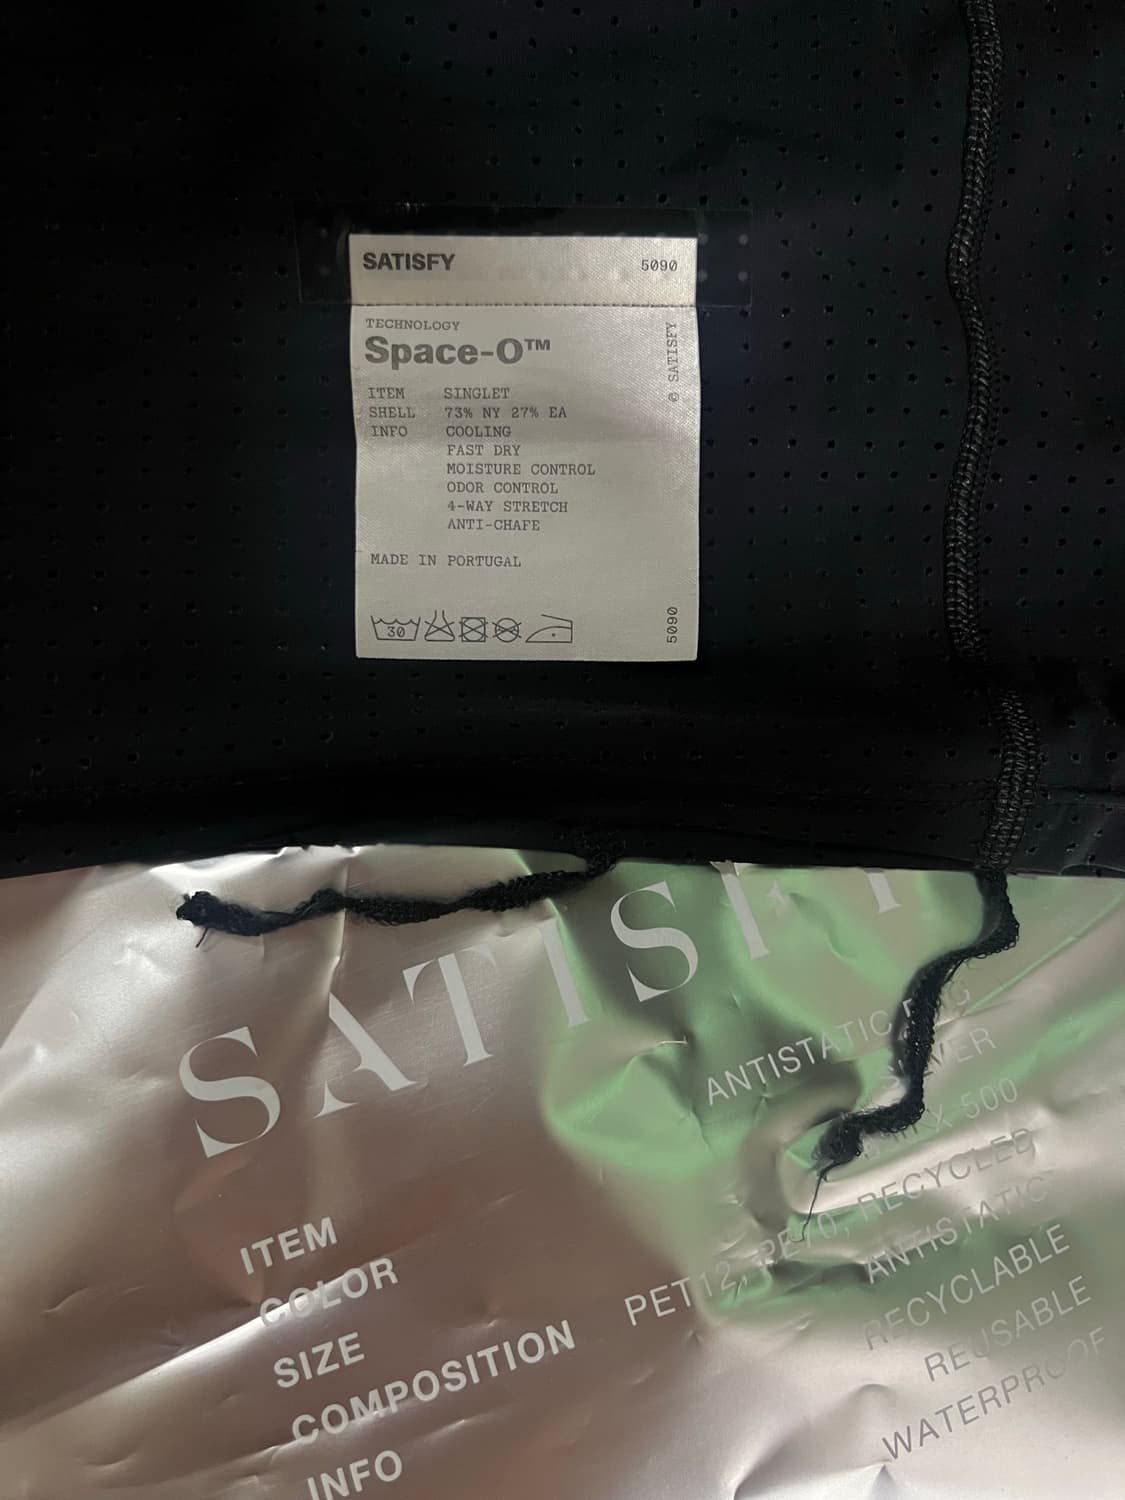 SATISFY 5090
TECHNOLOGY
Space-O™
© SATISFY
ITEM SINGLET
SHELL 73% NY 27% EA
INFO COOLING
FAST DRY
MOISTURE CONTROL
ODOR CONTROL
4-WAY STRETCH
ANTI-CHAFE
MADE IN PORTUGAL
30
5090
SATISF
ANTISTATIC
X 500
ITEM
COLOR
SIZE
COMPOSITION PET12, RECYCLED
INFO ANTISTATIC
RECYCLABLE
REUSABLE
WATERPROOF